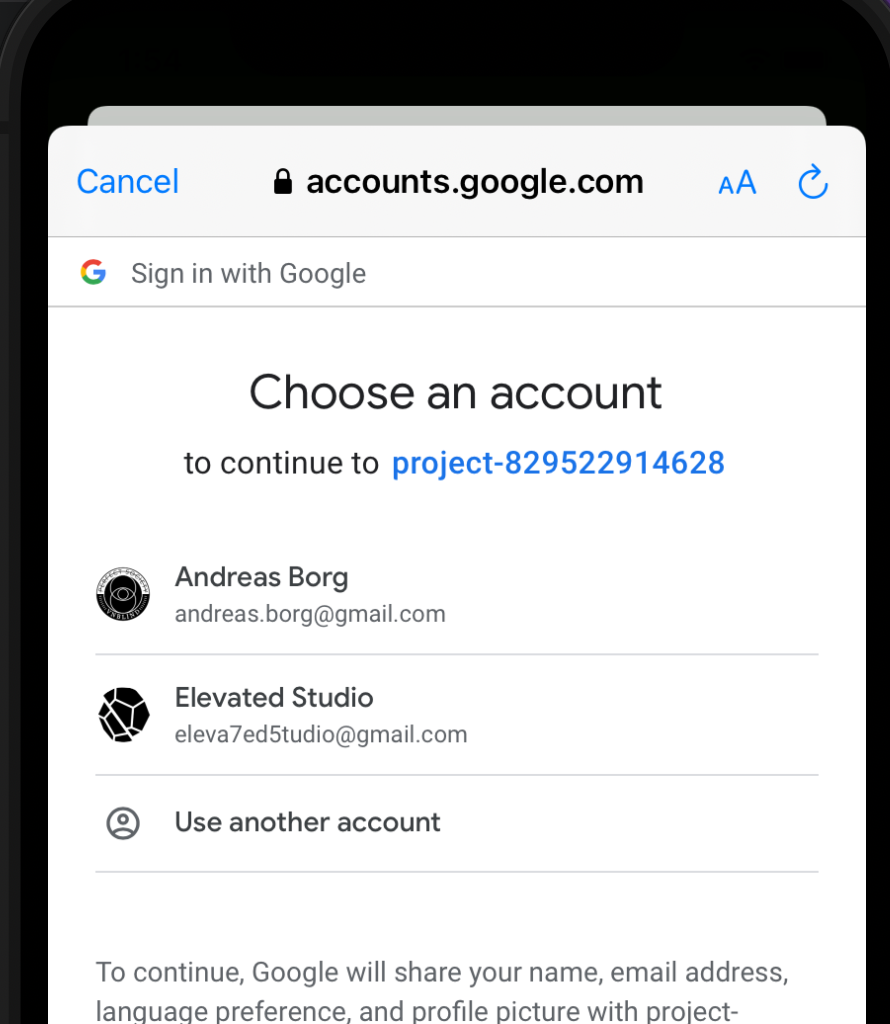 Cancel
accounts.google.com
AA
Sign in with Google
Choose an account
to continue to project-829522914628
Andreas Borg
andreas.borg@gmail.com
Elevated Studio
eleva7ed5tudio@gmail.com
Use another account
To continue, Google will share your name, email address,
language preference, and profile picture with project-